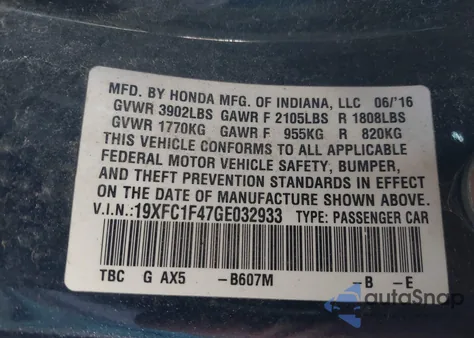 MFD. BY HONDA MFG. OF INDIANA, LLC 06/'16
GVWR 3902LBS GAWR F 2105LBS R 1808LBS
GVWR 1770KG GAWR F 955KG R 820KG
THIS VEHICLE CONFORMS TO ALL APPLICABLE
FEDERAL MOTOR VEHICLE SAFETY, BUMPER,
AND THEFT PREVENTION STANDARDS IN EFFECT
ON THE DATE OF MANUFACTURE SHOWN ABOVE.
V.I.N.:19XFC1F47GE032933 TYPE: PASSENGER CAR
TBC G AX5 -B607M -B -E
autoSnap